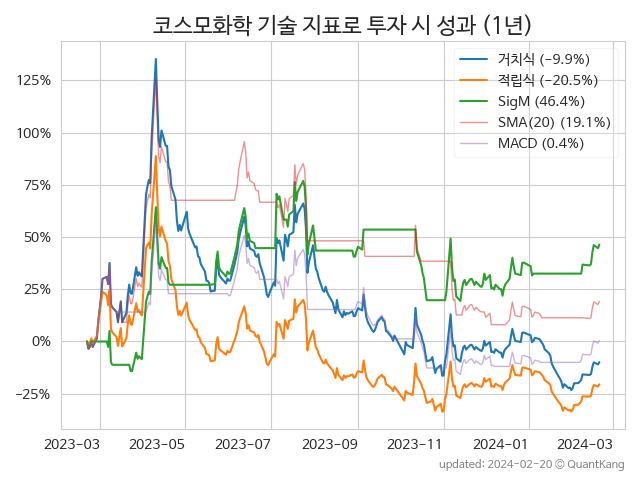 코스모화학 기술 지표로 투자 시 성과 (1년)
거치식 (−9.9%)
적립식 (−20.5%)
SigM (46.4%)
SMA(20) (19.1%)
MACD (0.4%)
125%
100%
75%
50%
25%
0%
−25%
2023-03 2023-05 2023-07 2023-09 2023-11 2024-01 2024-03
updated: 2024-02-20 © QuantKang